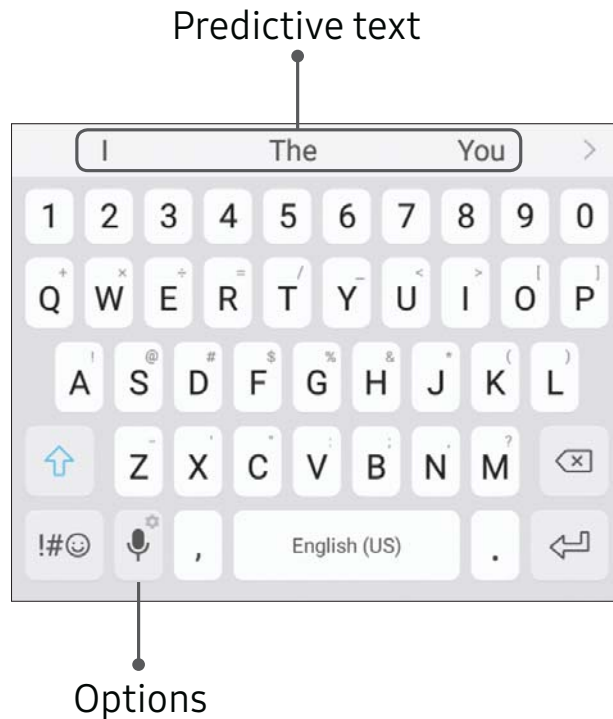 Predictive text
I The You >
1 2 3 4 5 6 7 8 9 0
+ × ÷ = / _ < > [ ]
Q W E R T Y U I O P
! @ # $ % & * ( )
A S D F G H J K L
- ' " : ; , ?
Z X C V B N M
!#☺ , English (US) .
Options